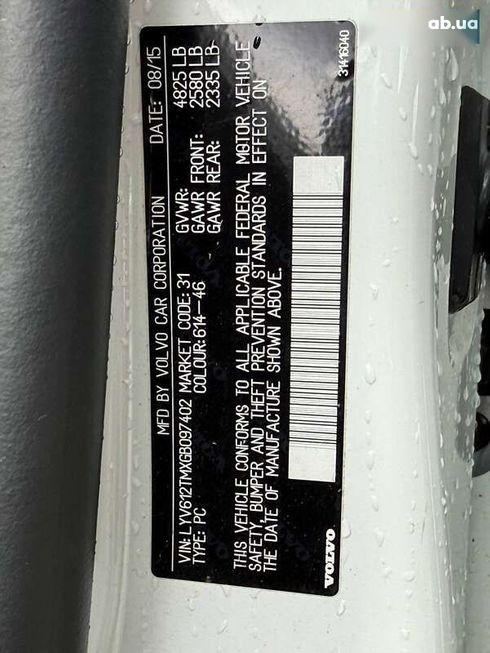 ab.ua
MFD BY VOLVO CAR CORPORATION DATE: 08/15
VIN: LYV612TMXGB097402 MARKET CODE: 31 GVWR: 4825 LB
TYPE: PC COLOUR: 614-46 GAWR FRONT: 2580 LB
GAWR REAR: 2335 LB
THIS VEHICLE CONFORMS TO ALL APPLICABLE FEDERAL MOTOR VEHICLE
SAFETY, BUMPER AND THEFT PREVENTION STANDARDS IN EFFECT ON
THE DATE OF MANUFACTURE SHOWN ABOVE.
VOLVO
31416040